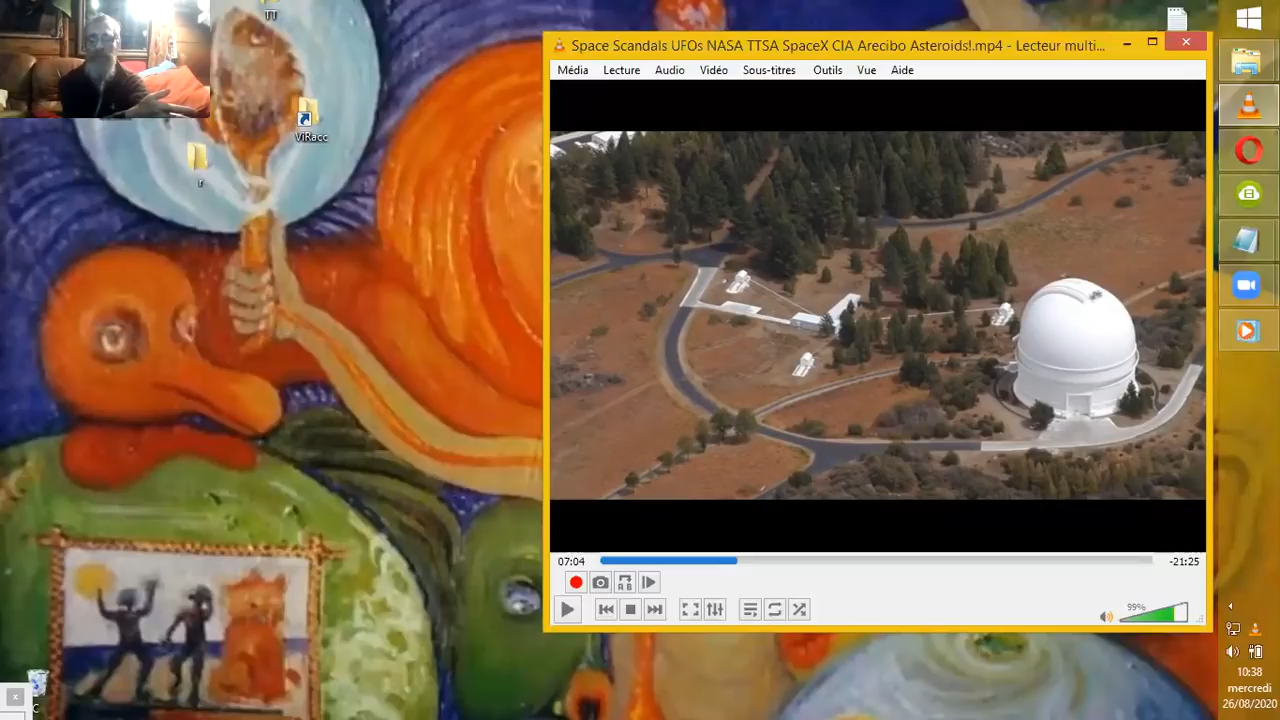 TT
ViRacc
r
Space Scandals UFOs NASA TTSA SpaceX CIA Arecibo Asteroids!.mp4 - Lecteur multi...
Média Lecture Audio Vidéo Sous-titres Outils Vue Aide
07:04
-21:25
99%
x
C
10:38
mercredi
26/08/2020